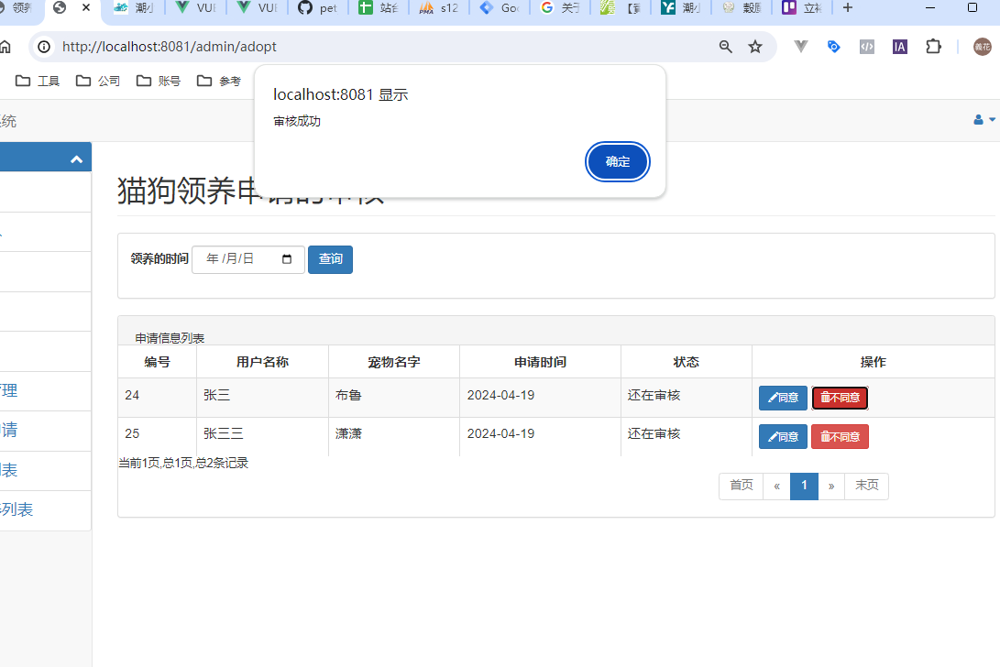 领养
潮小
VUE
VUE
pet
站台
s12
Goo
关于
【
潮小
毅
立衫
http://localhost:8081/admin/adopt
IA
工具
公司
账号
参考
localhost:8081 显示
审核成功
确定
统
猫狗领养申请的审核
领养的时间
年 /月/日
查询
申请信息列表
编号 用户名称 宠物名字 申请时间 状态 操作
24 张三 布鲁 2024-04-19 还在审核 同意 不同意
25 张三三 潇潇 2024-04-19 还在审核 同意 不同意
当前1页,总1页,总2条记录
首页 « 1 » 末页
理
请
表
列表